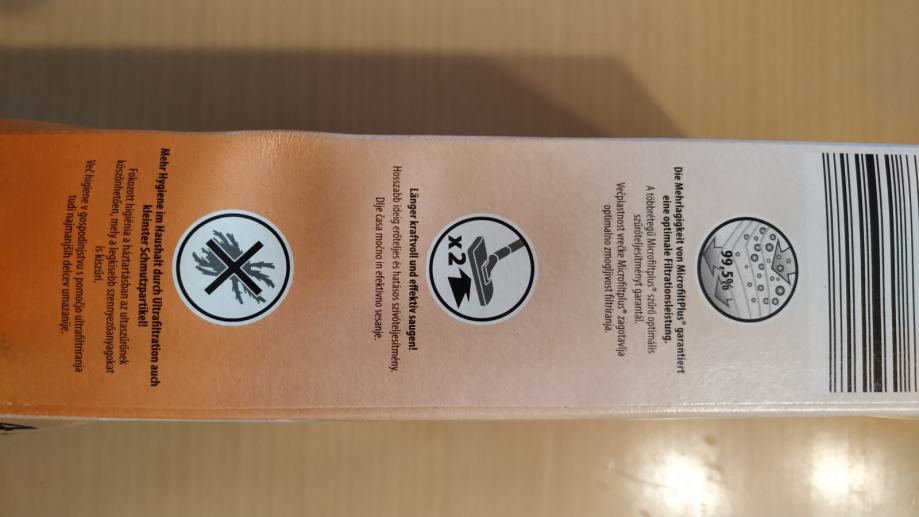 99,5%
Die Mehrlagigkeit von MicrofiltPlus® garantiert
eine optimale Filtrationsleistung.
A többrétegű Microfiltplus® szűrő optimális
szűrőteljesítményt garantál.
Večplastnost vrečke Microfiltplus® zagotavlja
optimalno zmogljivost filtriranja.
x2
Länger kraftvoll und effektiv saugen!
Hosszabb ideig erőteljes és hatásos szívóteljesítmény.
Dlje časa močno in efektivno sesanje.
Mehr Hygiene im Haushalt durch Ultrafiltration auch
kleinster Schmutzpartikel!
Fokozott higiénia a háztartásban az ultraszűrőnek
köszönhetően, mely a legkisebb szennyezőanyagokat
is kiszűri.
Več higiene v gospodinjstvu s pomočjo ultrafiltriranja
tudi najmanjših delcev umazanije.